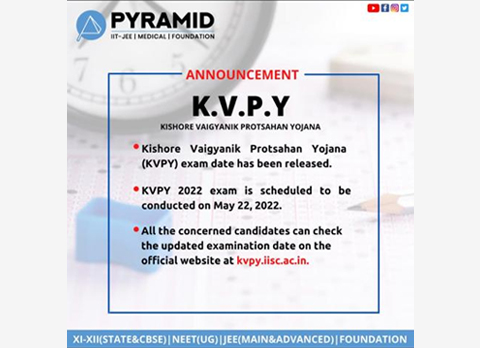 PYRAMID
IIT-JEE | MEDICAL | FOUNDATION
ANNOUNCEMENT
K.V.P.Y
KISHORE VAIGYANIK PROTSAHAN YOJANA
Kishore Vaigyanik Protsahan Yojana
(KVPY) exam date has been released.
KVPY 2022 exam is scheduled to be
conducted on May 22, 2022.
All the concerned candidates can check
the updated examination date on the
official website at kvpy.iisc.ac.in.
XI-XII(STATE&CBSE)|NEET(UG)|JEE(MAIN&ADVANCED)|FOUNDATION